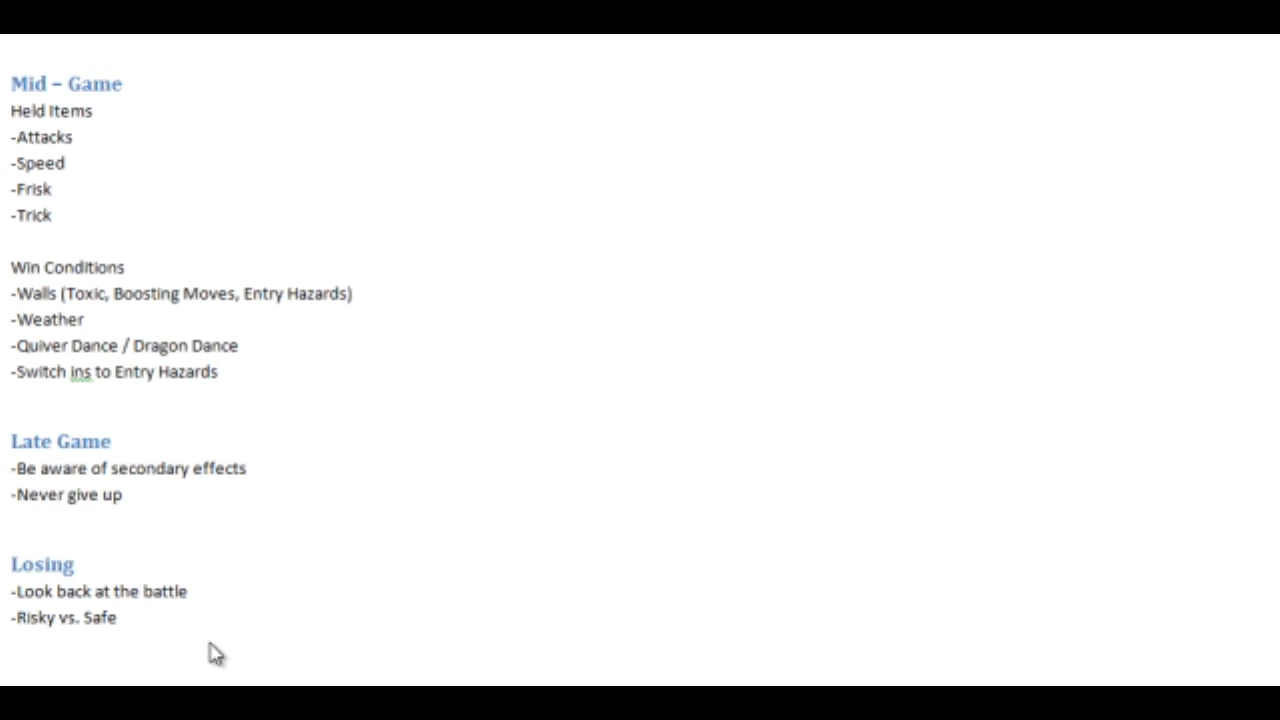 Mid – Game
Held Items
-Attacks
-Speed
-Frisk
-Trick
Win Conditions
-Walls (Toxic, Boosting Moves, Entry Hazards)
-Weather
-Quiver Dance / Dragon Dance
-Switch ins to Entry Hazards
Late Game
-Be aware of secondary effects
-Never give up
Losing
-Look back at the battle
-Risky vs. Safe